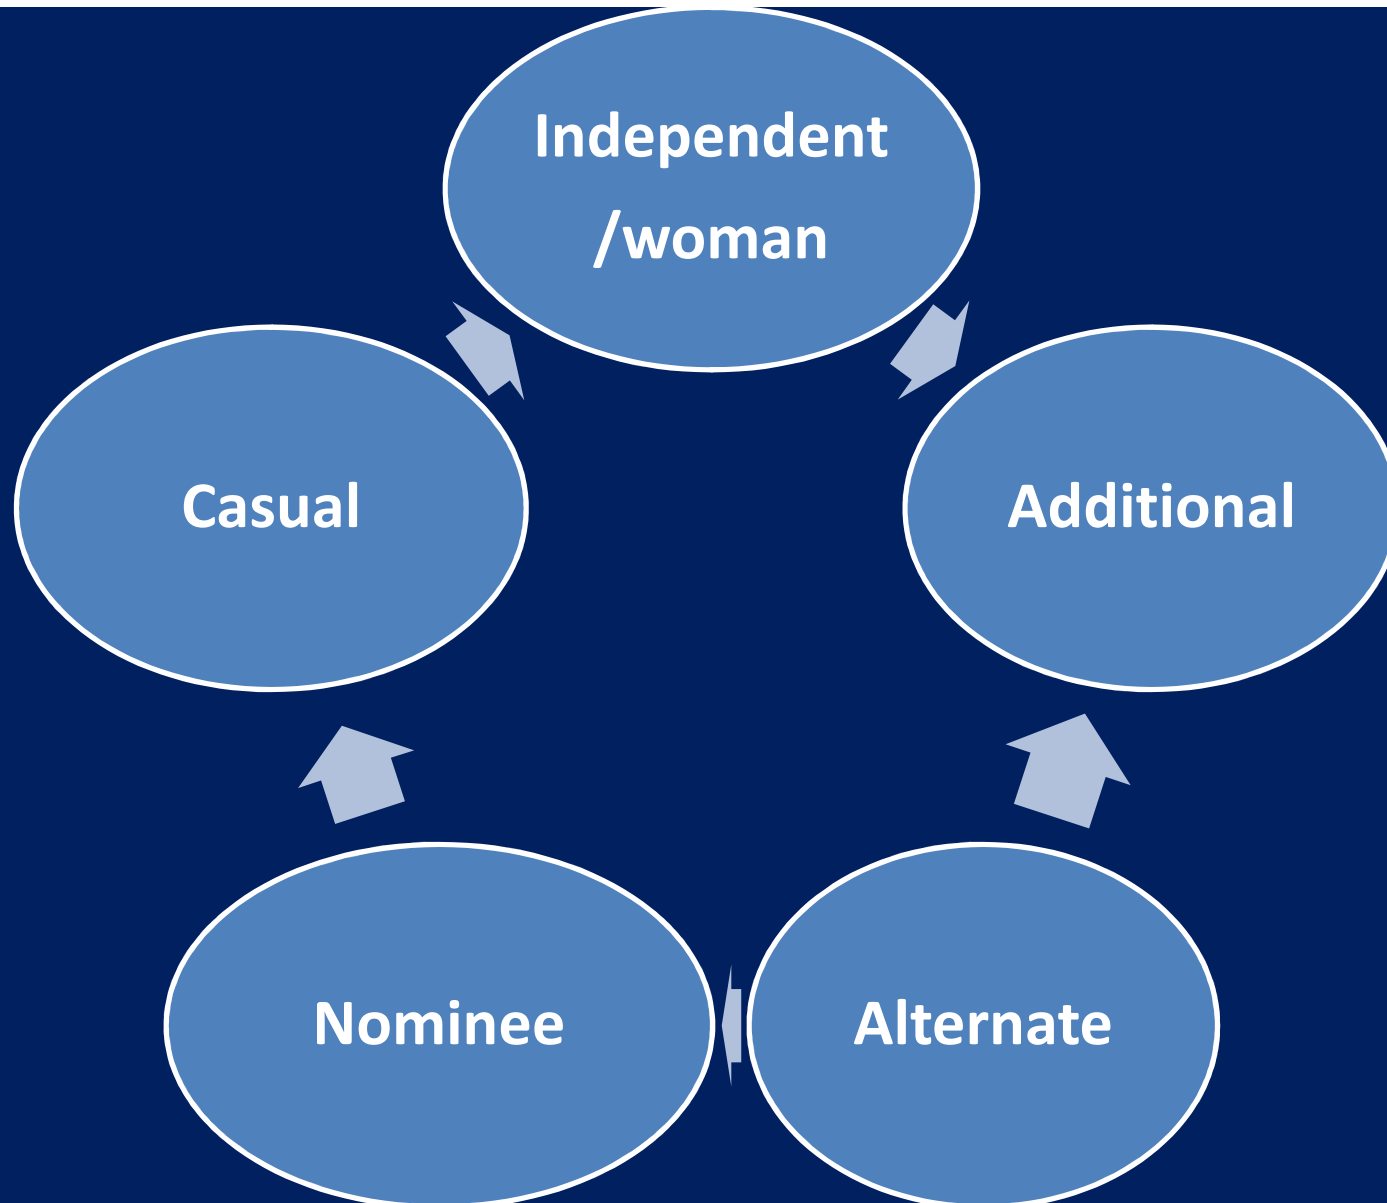 Independent
/woman
Casual
Additional
Nominee
Alternate